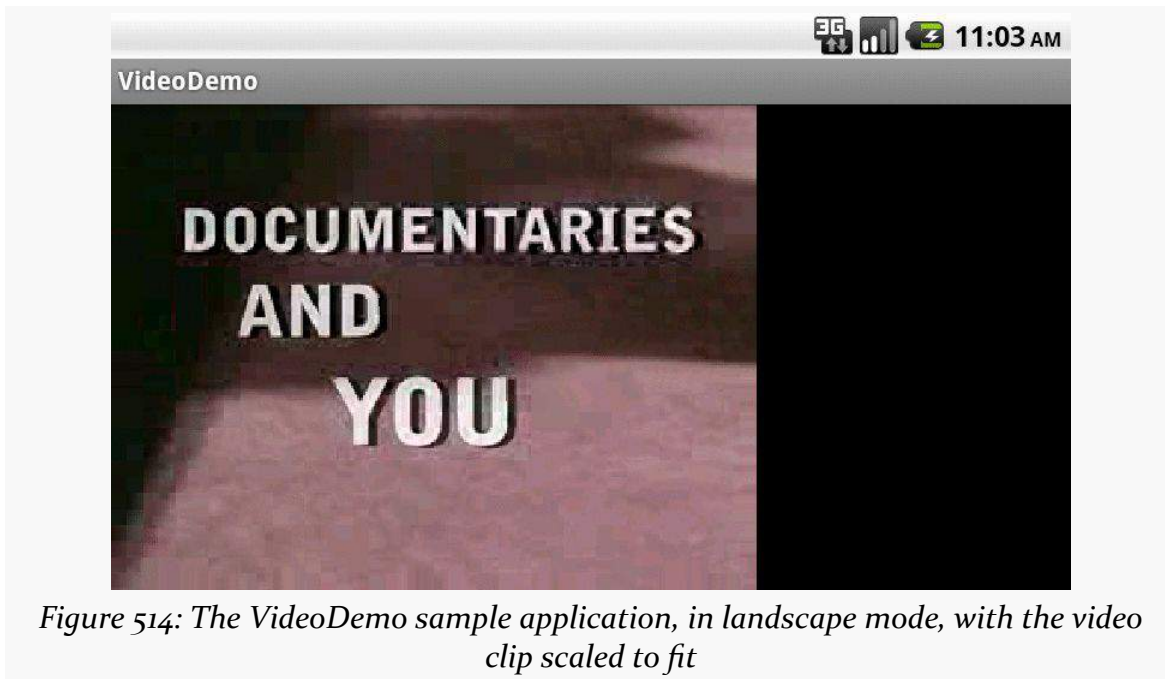 3G 11:03 AM
VideoDemo
DOCUMENTARIES
AND
YOU
Figure 514: The VideoDemo sample application, in landscape mode, with the video
clip scaled to fit